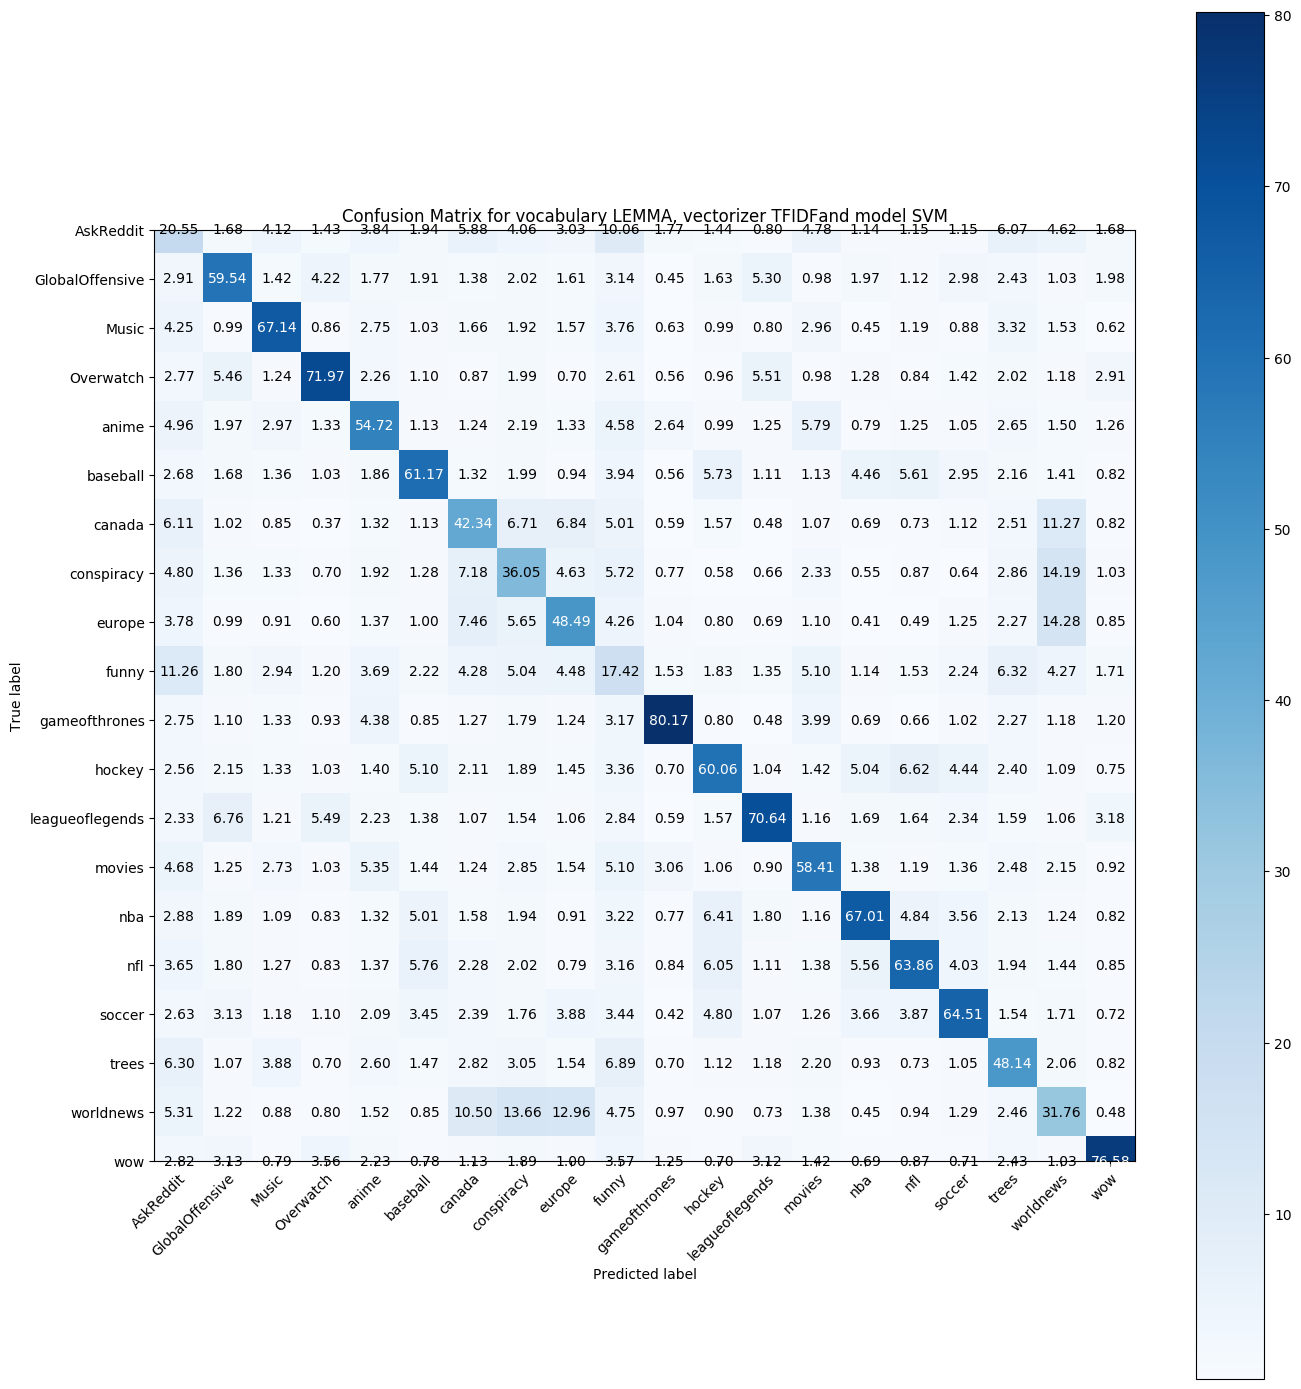 Confusion Matrix for vocabulary LEMMA, vectorizer TFIDFand model SVM
AskReddit 20.55 1.68 4.12 1.43 3.84 1.94 5.88 4.06 3.03 10.06 1.77 1.44 0.80 4.78 1.14 1.15 1.15 6.07 4.62 1.68
GlobalOffensive 2.91 59.54 1.42 4.22 1.77 1.91 1.38 2.02 1.61 3.14 0.45 1.63 5.30 0.98 1.97 1.12 2.98 2.43 1.03 1.98
Music 4.25 0.99 67.14 0.86 2.75 1.03 1.66 1.92 1.57 3.76 0.63 0.99 0.80 2.96 0.45 1.19 0.88 3.32 1.53 0.62
Overwatch 2.77 5.46 1.24 71.97 2.26 1.10 0.87 1.99 0.70 2.61 0.56 0.96 5.51 0.98 1.28 0.84 1.42 2.02 1.18 2.91
anime 4.96 1.97 2.97 1.33 54.72 1.13 1.24 2.19 1.33 4.58 2.64 0.99 1.25 5.79 0.79 1.25 1.05 2.65 1.50 1.26
baseball 2.68 1.68 1.36 1.03 1.86 61.17 1.32 1.99 0.94 3.94 0.56 5.73 1.11 1.13 4.46 5.61 2.95 2.16 1.41 0.82
canada 6.11 1.02 0.85 0.37 1.32 1.13 42.34 6.71 6.84 5.01 0.59 1.57 0.48 1.07 0.69 0.73 1.12 2.51 11.27 0.82
conspiracy 4.80 1.36 1.33 0.70 1.92 1.28 7.18 36.05 4.63 5.72 0.77 0.58 0.66 2.33 0.55 0.87 0.64 2.86 14.19 1.03
europe 3.78 0.99 0.91 0.60 1.37 1.00 7.46 5.65 48.49 4.26 1.04 0.80 0.69 1.10 0.41 0.49 1.25 2.27 14.28 0.85
funny 11.26 1.80 2.94 1.20 3.69 2.22 4.28 5.04 4.48 17.42 1.53 1.83 1.35 5.10 1.14 1.53 2.24 6.32 4.27 1.71
gameofthrones 2.75 1.10 1.33 0.93 4.38 0.85 1.27 1.79 1.24 3.17 80.17 0.80 0.48 3.99 0.69 0.66 1.02 2.27 1.18 1.20
hockey 2.56 2.15 1.33 1.03 1.40 5.10 2.11 1.89 1.45 3.36 0.70 60.06 1.04 1.42 5.04 6.62 4.44 2.40 1.09 0.75
leagueoflegends 2.33 6.76 1.21 5.49 2.23 1.38 1.07 1.54 1.06 2.84 0.59 1.57 70.64 1.16 1.69 1.64 2.34 1.59 1.06 3.18
movies 4.68 1.25 2.73 1.03 5.35 1.44 1.24 2.85 1.54 5.10 3.06 1.06 0.90 58.41 1.38 1.19 1.36 2.48 2.15 0.92
nba 2.88 1.89 1.09 0.83 1.32 5.01 1.58 1.94 0.91 3.22 0.77 6.41 1.80 1.16 67.01 4.84 3.56 2.13 1.24 0.82
nfl 3.65 1.80 1.27 0.83 1.37 5.76 2.28 2.02 0.79 3.16 0.84 6.05 1.11 1.38 5.56 63.86 4.03 1.94 1.44 0.85
soccer 2.63 3.13 1.18 1.10 2.09 3.45 2.39 1.76 3.88 3.44 0.42 4.80 1.07 1.26 3.66 3.87 64.51 1.54 1.71 0.72
trees 6.30 1.07 3.88 0.70 2.60 1.47 2.82 3.05 1.54 6.89 0.70 1.12 1.18 2.20 0.93 0.73 1.05 48.14 2.06 0.82
worldnews 5.31 1.22 0.88 0.80 1.52 0.85 10.50 13.66 12.96 4.75 0.97 0.90 0.73 1.38 0.45 0.94 1.29 2.46 31.76 0.48
wow 2.82 3.13 0.79 3.56 2.23 0.78 1.13 1.89 1.00 3.57 1.25 0.70 3.12 1.42 0.69 0.87 0.71 2.43 1.03 76.58
True label
AskReddit GlobalOffensive Music Overwatch anime baseball canada conspiracy europe funny gameofthrones hockey leagueoflegends movies nba nfl soccer trees worldnews wow
Predicted label
80
70
60
50
40
30
20
10